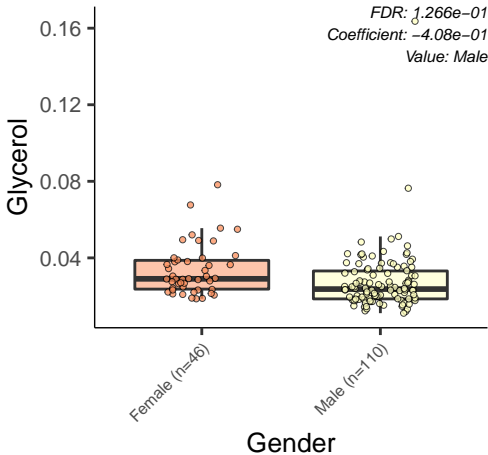 FDR: 1.266e−01
Coefficient: −4.08e−01
Value: Male
0.16
0.12
0.08
0.04
Glycerol
Female (n=46)
Male (n=110)
Gender